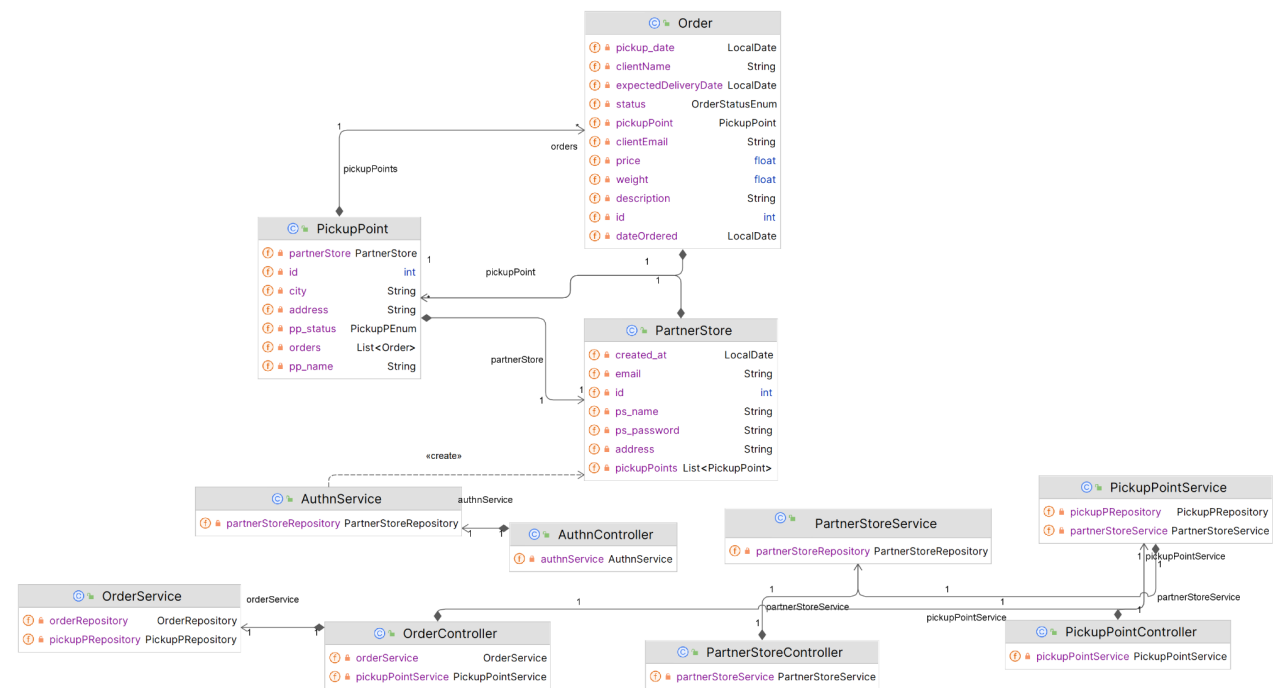 Order
pickup_date LocalDate
clientName String
expectedDeliveryDate LocalDate
status OrderStatusEnum
pickupPoint PickupPoint
clientEmail String
price float
weight float
description String
id int
dateOrdered LocalDate
1
*
orders
pickupPoints
PickupPoint
partnerStore PartnerStore
id int
city String
address String
pp_status PickupPEnum
orders List<Order>
pp_name String
1
pickupPoint
1
1
*
partnerStore
1
1
PartnerStore
created_at LocalDate
email String
id int
ps_name String
ps_password String
address String
pickupPoints List<PickupPoint>
«create»
AuthnService
partnerStoreRepository PartnerStoreRepository
authnService
1
1
AuthnController
authnService AuthnService
PartnerStoreService
partnerStoreRepository PartnerStoreRepository
PickupPointService
pickupPRepository PickupPRepository
partnerStoreService PartnerStoreService
1
pickupPointService
1
OrderService
orderRepository OrderRepository
pickupPRepository PickupPRepository
orderService
1
1
OrderController
orderService OrderService
pickupPointService PickupPointService
1
1
partnerStoreService
1
1
partnerStoreService
1
pickupPointService
PartnerStoreController
partnerStoreService PartnerStoreService
PickupPointController
pickupPointService PickupPointService